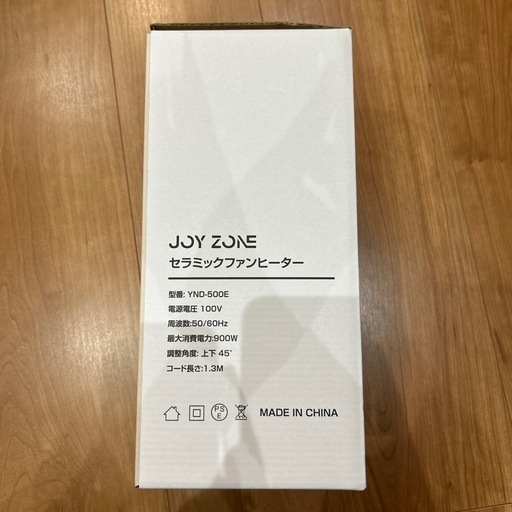 JOY ZONE
セラミックファンヒーター
型番: YND-500E
電源電圧 100V
周波数:50/60Hz
最大消費電力:900W
調整角度: 上下 45°
コード長さ:1.3M
PS
E
MADE IN CHINA